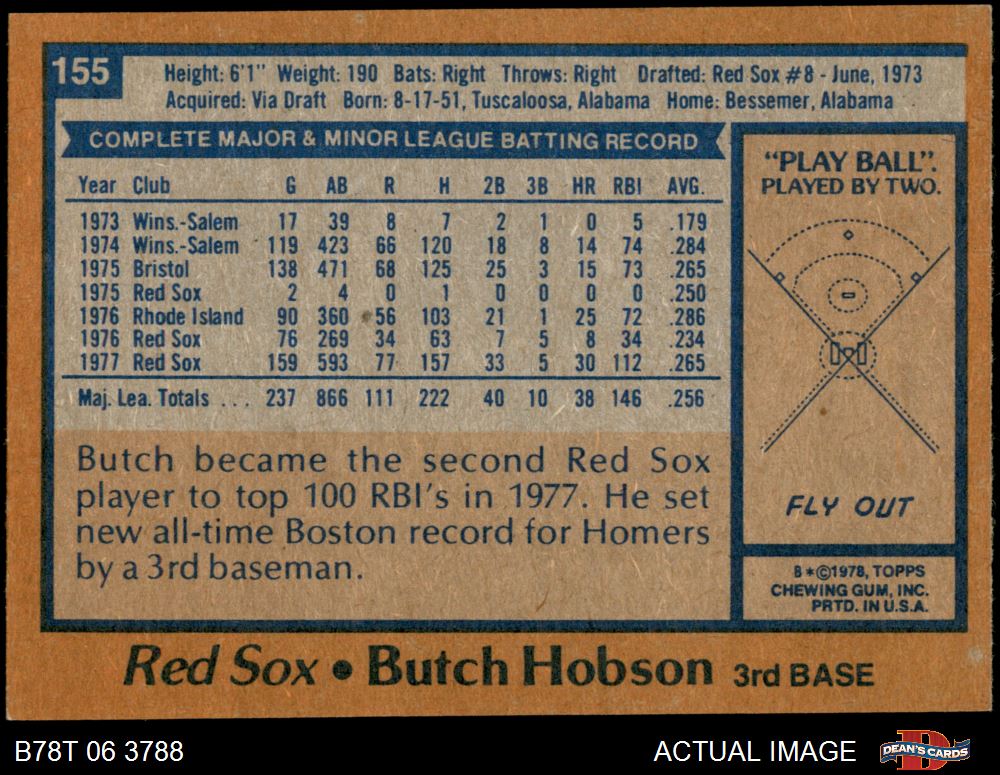 155
Height: 6'1" Weight: 190 Bats: Right Throws: Right Drafted: Red Sox #8 - June, 1973
Acquired: Via Draft Born: 8-17-51, Tuscaloosa, Alabama Home: Bessemer, Alabama
COMPLETE MAJOR & MINOR LEAGUE BATTING RECORD
Year Club G AB R H 2B 3B HR RBI AVG.
1973 Wins.-Salem 17 39 8 7 2 1 0 5 .179
1974 Wins.-Salem 119 423 66 120 18 8 14 74 .284
1975 Bristol 138 471 68 125 25 3 15 73 .265
1975 Red Sox 2 4 0 1 0 0 0 0 .250
1976 Rhode Island 90 360 56 103 21 1 25 72 .286
1976 Red Sox 76 269 34 63 7 5 8 34 .234
1977 Red Sox 159 593 77 157 33 5 30 112 .265
Maj. Lea. Totals ... 237 866 111 222 40 10 38 146 .256
Butch became the second Red Sox
player to top 100 RBI's in 1977. He set
new all-time Boston record for Homers
by a 3rd baseman.
"PLAY BALL".
PLAYED BY TWO.
FLY OUT
B*©1978, TOPPS
CHEWING GUM, INC.
PRTD. IN U.S.A.
Red Sox • Butch Hobson 3rd BASE
B78T 06 3788
ACTUAL IMAGE
D
DEAN'S CARDS